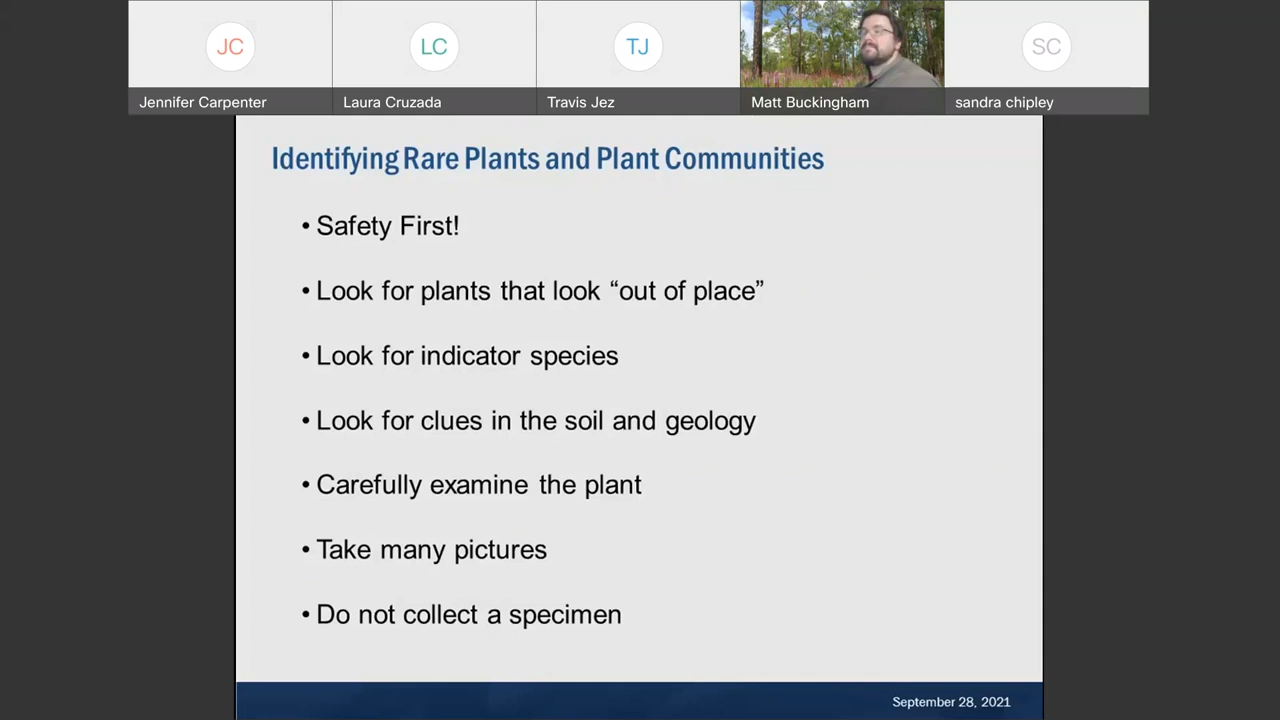 JC
LC
TJ
SC
Jennifer Carpenter
Laura Cruzada
Travis Jez
Matt Buckingham
sandra chipley
Identifying Rare Plants and Plant Communities
• Safety First!
• Look for plants that look “out of place”
• Look for indicator species
• Look for clues in the soil and geology
• Carefully examine the plant
• Take many pictures
• Do not collect a specimen
September 28, 2021